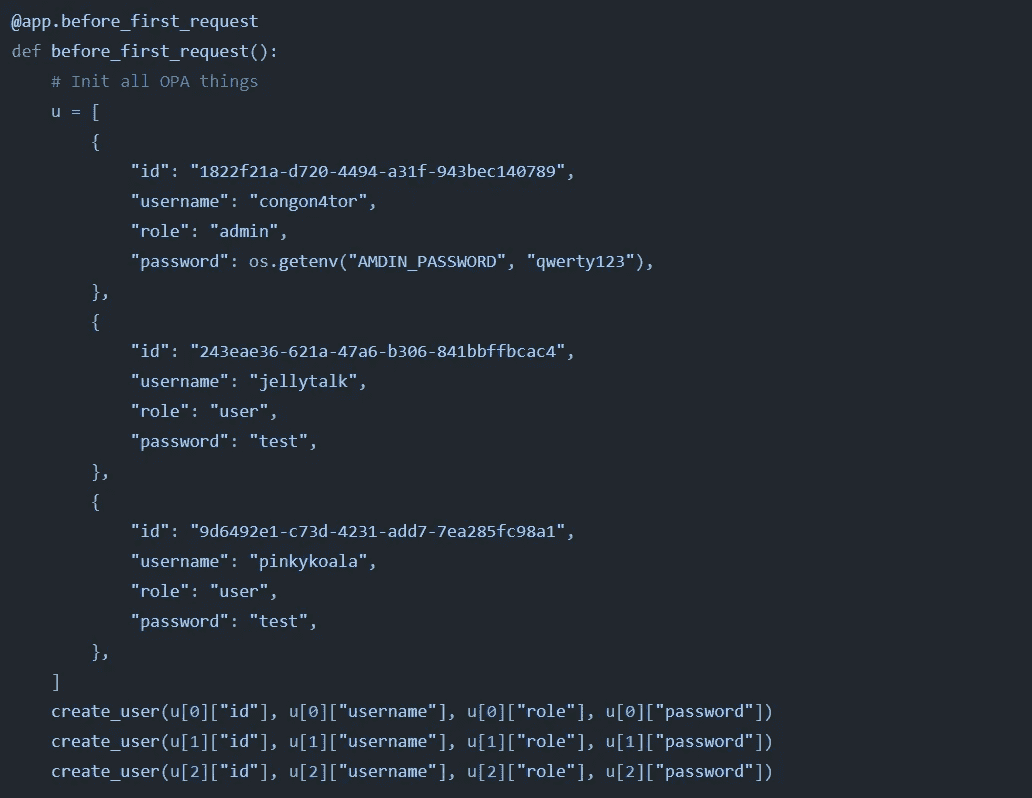 @app.before_first_request
def before_first_request():
    # Init all OPA things
    u = [
        {
            "id": "1822f21a-d720-4494-a31f-943bec140789",
            "username": "congon4tor",
            "role": "admin",
            "password": os.getenv("AMDIN_PASSWORD", "qwerty123"),
        },
        {
            "id": "243eae36-621a-47a6-b306-841bbffbcac4",
            "username": "jellytalk",
            "role": "user",
            "password": "test",
        },
        {
            "id": "9d6492e1-c73d-4231-add7-7ea285fc98a1",
            "username": "pinkykoala",
            "role": "user",
            "password": "test",
        },
    ]
    create_user(u[0]["id"], u[0]["username"], u[0]["role"], u[0]["password"])
    create_user(u[1]["id"], u[1]["username"], u[1]["role"], u[1]["password"])
    create_user(u[2]["id"], u[2]["username"], u[2]["role"], u[2]["password"])